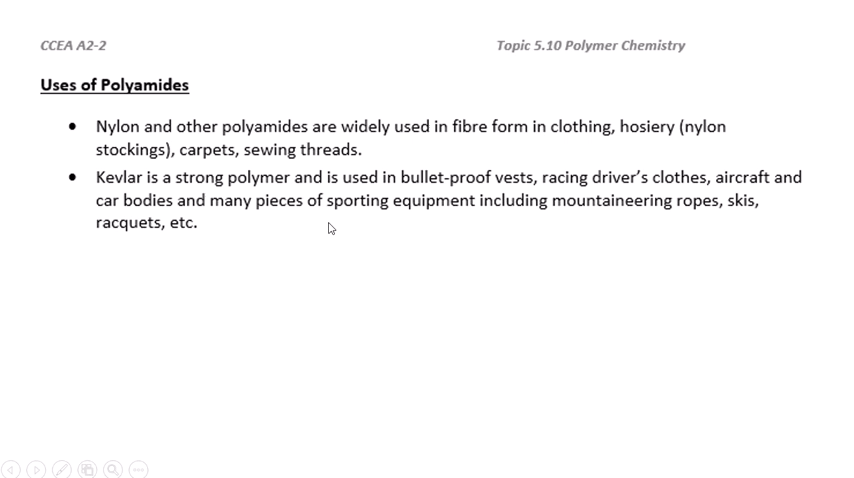 CCEA A2-2 Topic 5.10 Polymer Chemistry
Uses of Polyamides
• Nylon and other polyamides are widely used in fibre form in clothing, hosiery (nylon
stockings), carpets, sewing threads.
• Kevlar is a strong polymer and is used in bullet-proof vests, racing driver’s clothes, aircraft and
car bodies and many pieces of sporting equipment including mountaineering ropes, skis,
racquets, etc.